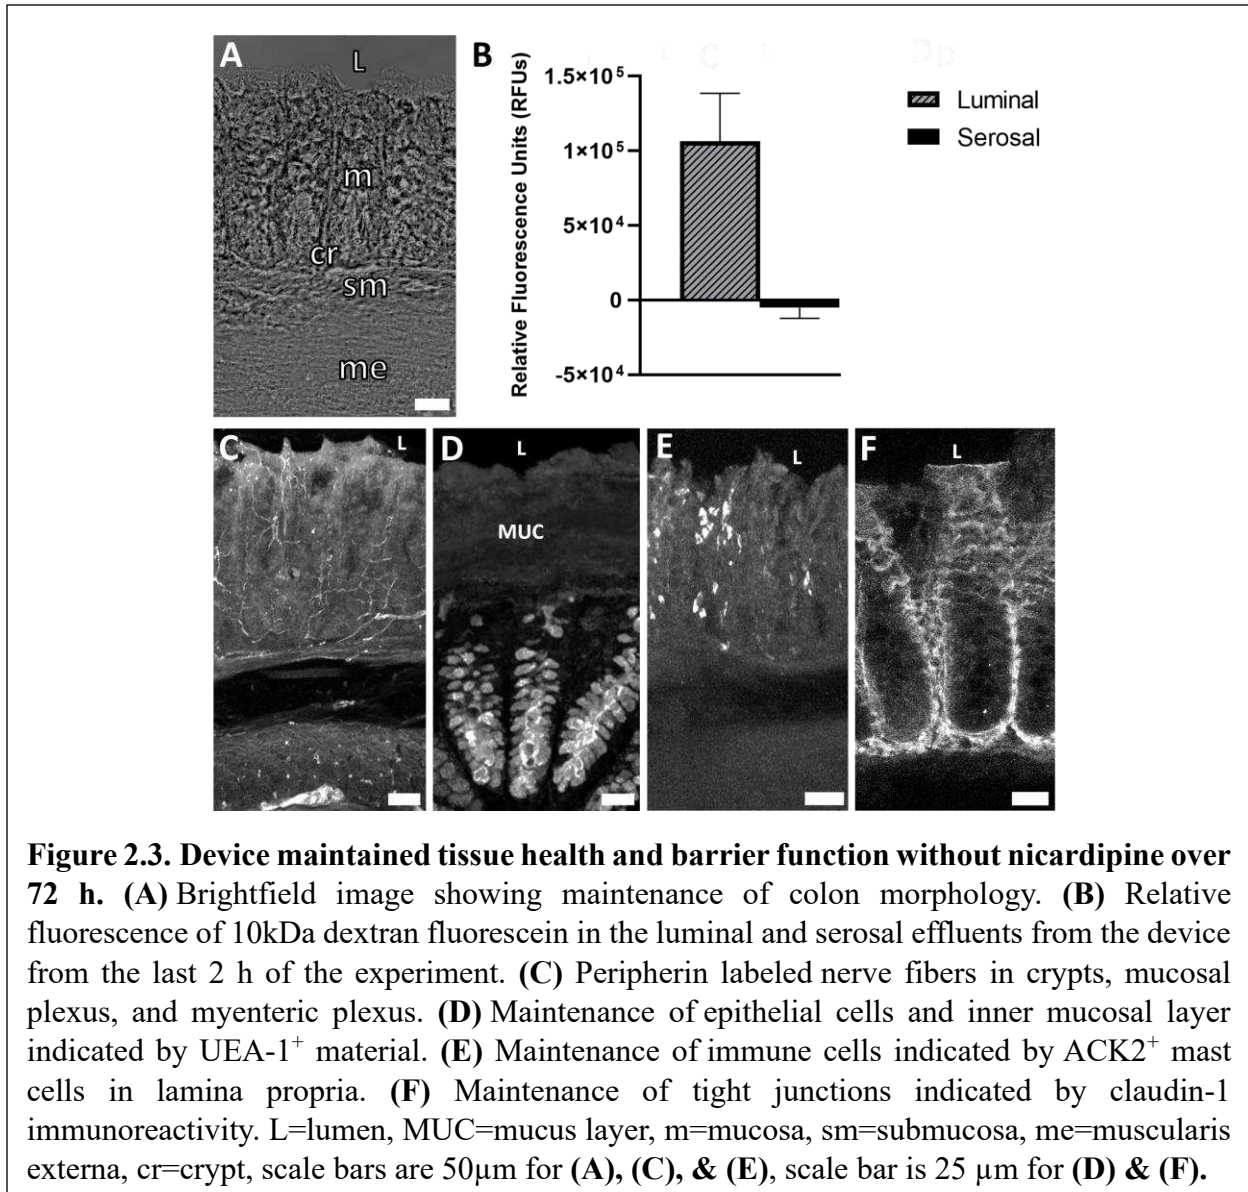 A
L
m
cr
sm
me
B
Relative Fluorescence Units (RFUs)
1.5×10⁵
1×10⁵
5×10⁴
0
-5×10⁴
Luminal
Serosal
C
L
D
L
MUC
E
L
F
L
Figure 2.3. Device maintained tissue health and barrier function without nicardipine over
72 h. (A) Brightfield image showing maintenance of colon morphology. (B) Relative
fluorescence of 10kDa dextran fluorescein in the luminal and serosal effluents from the device
from the last 2 h of the experiment. (C) Peripherin labeled nerve fibers in crypts, mucosal
plexus, and myenteric plexus. (D) Maintenance of epithelial cells and inner mucosal layer
indicated by UEA-1⁺ material. (E) Maintenance of immune cells indicated by ACK2⁺ mast
cells in lamina propria. (F) Maintenance of tight junctions indicated by claudin-1
immunoreactivity. L=lumen, MUC=mucus layer, m=mucosa, sm=submucosa, me=muscularis
externa, cr=crypt, scale bars are 50µm for (A), (C), & (E), scale bar is 25 µm for (D) & (F).